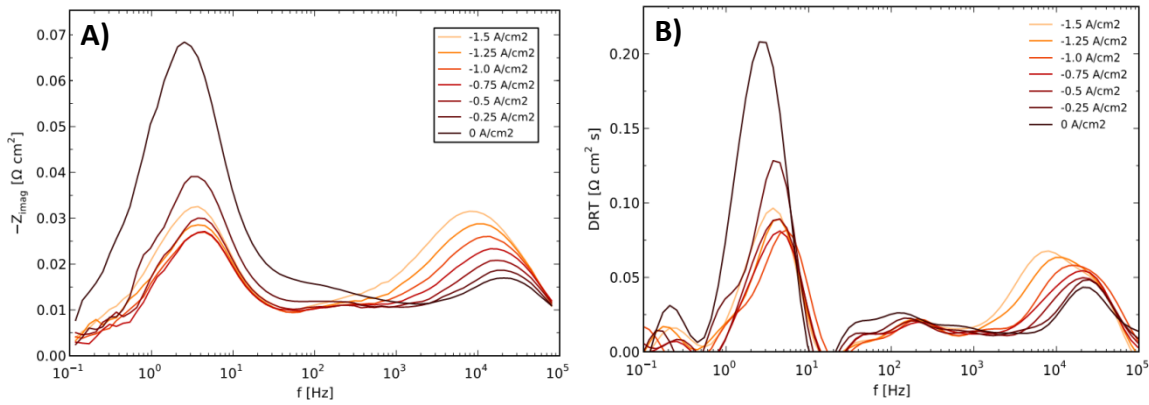 A)
−Z_imag [Ω cm²]
0.07
0.06
0.05
0.04
0.03
0.02
0.01
0.00
10⁻¹ 10⁰ 10¹ 10² 10³ 10⁴ 10⁵
f [Hz]
-1.5 A/cm2
-1.25 A/cm2
-1.0 A/cm2
-0.75 A/cm2
-0.5 A/cm2
-0.25 A/cm2
0 A/cm2
B)
DRT [Ω cm² s]
0.20
0.15
0.10
0.05
0.00
10⁻¹ 10⁰ 10¹ 10² 10³ 10⁴ 10⁵
f [Hz]
-1.5 A/cm2
-1.25 A/cm2
-1.0 A/cm2
-0.75 A/cm2
-0.5 A/cm2
-0.25 A/cm2
0 A/cm2